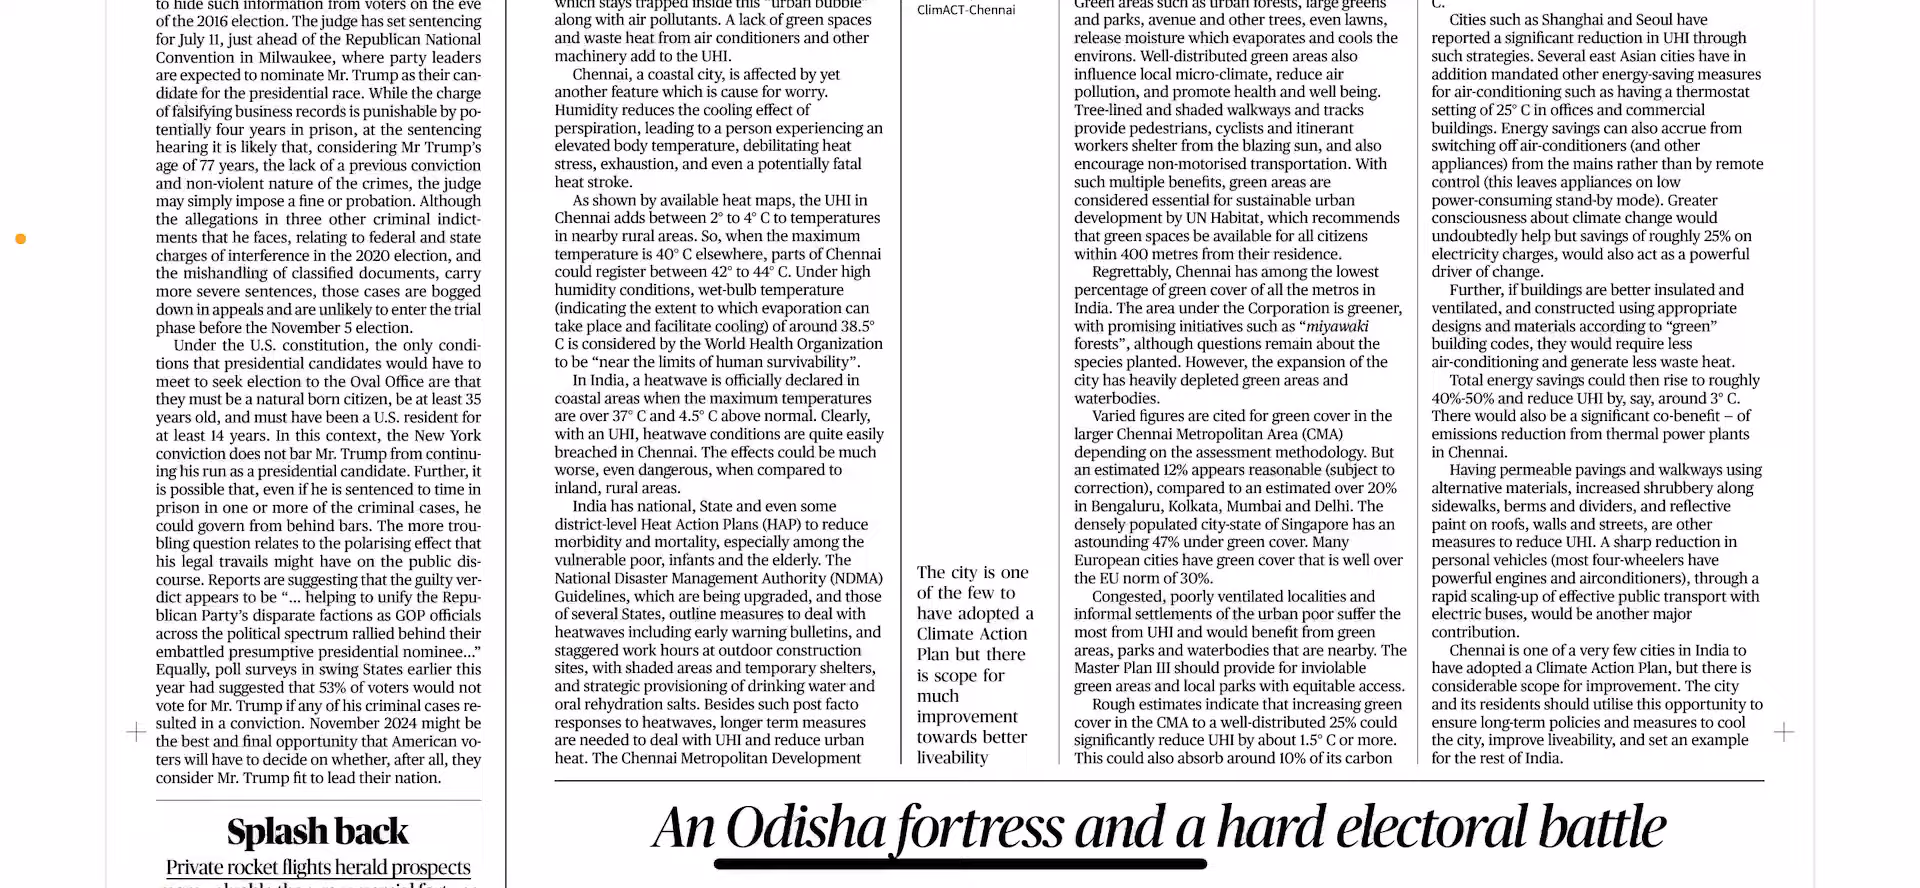 to hide such information from voters on the eve
of the 2016 election. The judge has set sentencing
for July 11, just ahead of the Republican National
Convention in Milwaukee, where party leaders
are expected to nominate Mr. Trump as their can-
didate for the presidential race. While the charge
of falsifying business records is punishable by po-
tentially four years in prison, at the sentencing
hearing it is likely that, considering Mr Trump’s
age of 77 years, the lack of a previous conviction
and non-violent nature of the crimes, the judge
may simply impose a fine or probation. Although
the allegations in three other criminal indict-
ments that he faces, relating to federal and state
charges of interference in the 2020 election, and
the mishandling of classified documents, carry
more severe sentences, those cases are bogged
down in appeals and are unlikely to enter the trial
phase before the November 5 election.
Under the U.S. constitution, the only condi-
tions that presidential candidates would have to
meet to seek election to the Oval Office are that
they must be a natural born citizen, be at least 35
years old, and must have been a U.S. resident for
at least 14 years. In this context, the New York
conviction does not bar Mr. Trump from continu-
ing his run as a presidential candidate. Further, it
is possible that, even if he is sentenced to time in
prison in one or more of the criminal cases, he
could govern from behind bars. The more trou-
bling question relates to the polarising effect that
his legal travails might have on the public dis-
course. Reports are suggesting that the guilty ver-
dict appears to be “... helping to unify the Repu-
blican Party’s disparate factions as GOP officials
across the political spectrum rallied behind their
embattled presumptive presidential nominee...”
Equally, poll surveys in swing States earlier this
year had suggested that 53% of voters would not
vote for Mr. Trump if any of his criminal cases re-
sulted in a conviction. November 2024 might be
the best and final opportunity that American vo-
ters will have to decide on whether, after all, they
consider Mr. Trump fit to lead their nation.
Splash back
Private rocket flights herald prospects
which stays trapped inside this “urban bubble”
along with air pollutants. A lack of green spaces
and waste heat from air conditioners and other
machinery add to the UHI.
Chennai, a coastal city, is affected by yet
another feature which is cause for worry.
Humidity reduces the cooling effect of
perspiration, leading to a person experiencing an
elevated body temperature, debilitating heat
stress, exhaustion, and even a potentially fatal
heat stroke.
As shown by available heat maps, the UHI in
Chennai adds between 2° to 4° C to temperatures
in nearby rural areas. So, when the maximum
temperature is 40° C elsewhere, parts of Chennai
could register between 42° to 44° C. Under high
humidity conditions, wet-bulb temperature
(indicating the extent to which evaporation can
take place and facilitate cooling) of around 38.5°
C is considered by the World Health Organization
to be “near the limits of human survivability”.
In India, a heatwave is officially declared in
coastal areas when the maximum temperatures
are over 37° C and 4.5° C above normal. Clearly,
with an UHI, heatwave conditions are quite easily
breached in Chennai. The effects could be much
worse, even dangerous, when compared to
inland, rural areas.
India has national, State and even some
district-level Heat Action Plans (HAP) to reduce
morbidity and mortality, especially among the
vulnerable poor, infants and the elderly. The
National Disaster Management Authority (NDMA)
Guidelines, which are being upgraded, and those
of several States, outline measures to deal with
heatwaves including early warning bulletins, and
staggered work hours at outdoor construction
sites, with shaded areas and temporary shelters,
and strategic provisioning of drinking water and
oral rehydration salts. Besides such post facto
responses to heatwaves, longer term measures
are needed to deal with UHI and reduce urban
heat. The Chennai Metropolitan Development
ClimACT-Chennai
The city is one
of the few to
have adopted a
Climate Action
Plan but there
is scope for
much
improvement
towards better
liveability
Green areas such as urban forests, large greens
and parks, avenue and other trees, even lawns,
release moisture which evaporates and cools the
environs. Well-distributed green areas also
influence local micro-climate, reduce air
pollution, and promote health and well being.
Tree-lined and shaded walkways and tracks
provide pedestrians, cyclists and itinerant
workers shelter from the blazing sun, and also
encourage non-motorised transportation. With
such multiple benefits, green areas are
considered essential for sustainable urban
development by UN Habitat, which recommends
that green spaces be available for all citizens
within 400 metres from their residence.
Regrettably, Chennai has among the lowest
percentage of green cover of all the metros in
India. The area under the Corporation is greener,
with promising initiatives such as “miyawaki
forests”, although questions remain about the
species planted. However, the expansion of the
city has heavily depleted green areas and
waterbodies.
Varied figures are cited for green cover in the
larger Chennai Metropolitan Area (CMA)
depending on the assessment methodology. But
an estimated 12% appears reasonable (subject to
correction), compared to an estimated over 20%
in Bengaluru, Kolkata, Mumbai and Delhi. The
densely populated city-state of Singapore has an
astounding 47% under green cover. Many
European cities have green cover that is well over
the EU norm of 30%.
Congested, poorly ventilated localities and
informal settlements of the urban poor suffer the
most from UHI and would benefit from green
areas, parks and waterbodies that are nearby. The
Master Plan III should provide for inviolable
green areas and local parks with equitable access.
Rough estimates indicate that increasing green
cover in the CMA to a well-distributed 25% could
significantly reduce UHI by about 1.5° C or more.
This could also absorb around 10% of its carbon
C.
Cities such as Shanghai and Seoul have
reported a significant reduction in UHI through
such strategies. Several east Asian cities have in
addition mandated other energy-saving measures
for air-conditioning such as having a thermostat
setting of 25° C in offices and commercial
buildings. Energy savings can also accrue from
switching off air-conditioners (and other
appliances) from the mains rather than by remote
control (this leaves appliances on low
power-consuming stand-by mode). Greater
consciousness about climate change would
undoubtedly help but savings of roughly 25% on
electricity charges, would also act as a powerful
driver of change.
Further, if buildings are better insulated and
ventilated, and constructed using appropriate
designs and materials according to “green”
building codes, they would require less
air-conditioning and generate less waste heat.
Total energy savings could then rise to roughly
40%-50% and reduce UHI by, say, around 3° C.
There would also be a significant co-benefit – of
emissions reduction from thermal power plants
in Chennai.
Having permeable pavings and walkways using
alternative materials, increased shrubbery along
sidewalks, berms and dividers, and reflective
paint on roofs, walls and streets, are other
measures to reduce UHI. A sharp reduction in
personal vehicles (most four-wheelers have
powerful engines and airconditioners), through a
rapid scaling-up of effective public transport with
electric buses, would be another major
contribution.
Chennai is one of a very few cities in India to
have adopted a Climate Action Plan, but there is
considerable scope for improvement. The city
and its residents should utilise this opportunity to
ensure long-term policies and measures to cool
the city, improve liveability, and set an example
for the rest of India.
An Odisha fortress and a hard electoral battle